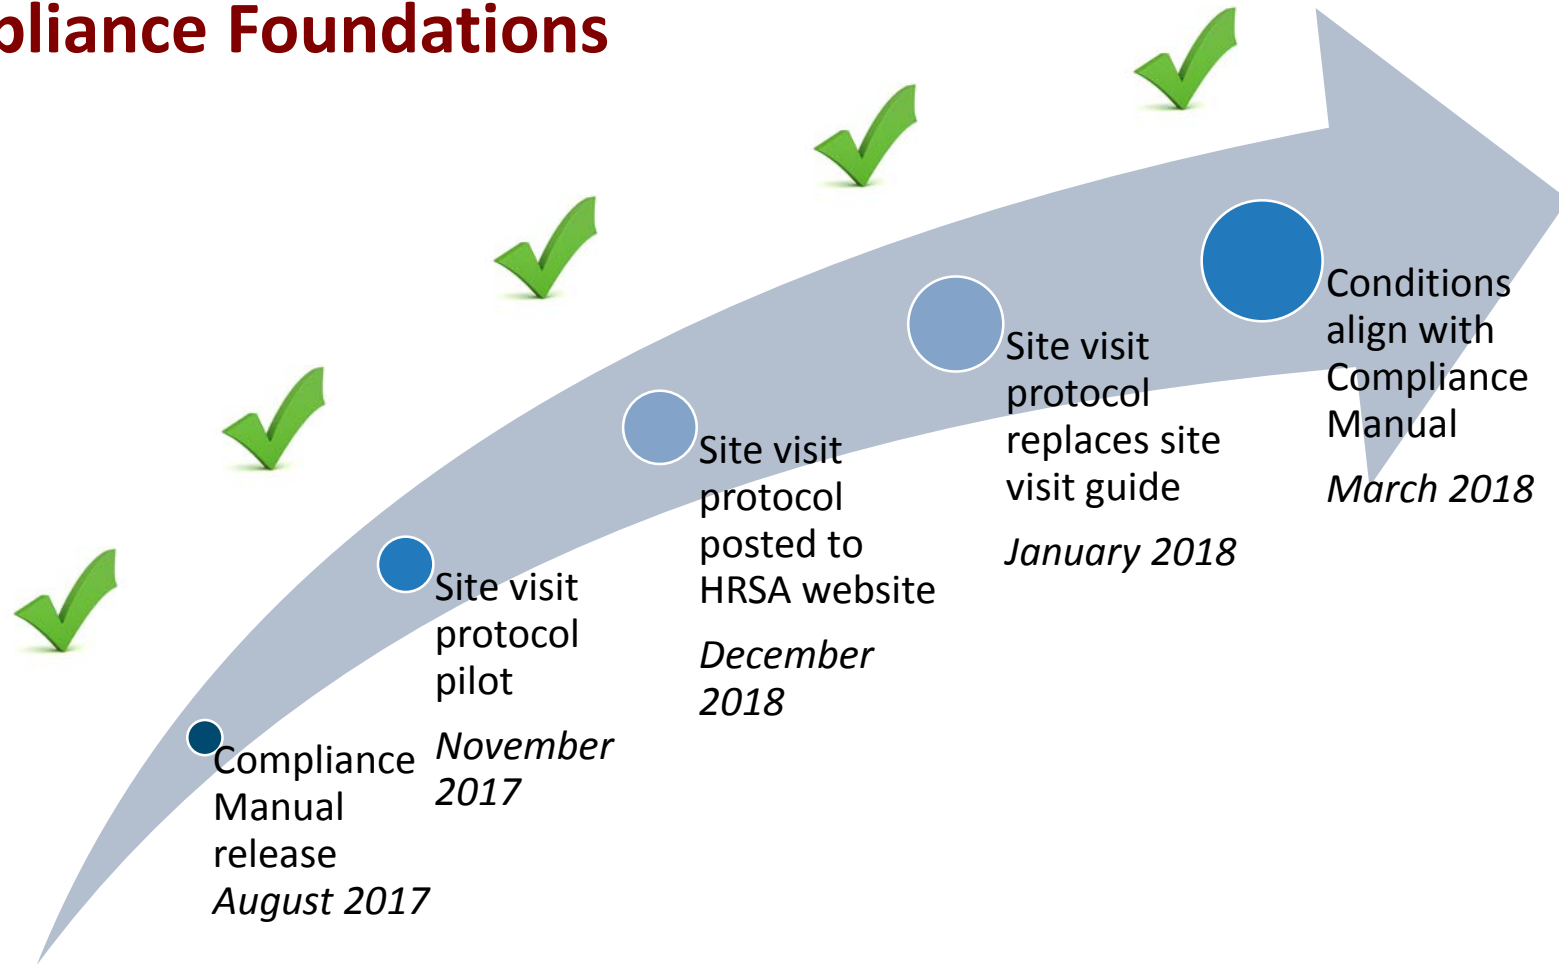 pliance Foundations
Compliance
Manual
release
August 2017
Site visit
protocol
pilot
November
2017
Site visit
protocol
posted to
HRSA website
December
2018
Site visit
protocol
replaces site
visit guide
January 2018
Conditions
align with
Compliance
Manual
March 2018